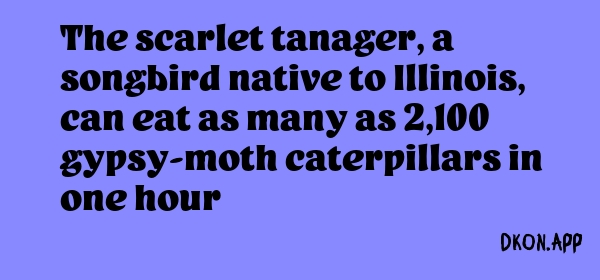 The scarlet tanager, a
songbird native to Illinois,
can eat as many as 2,100
gypsy-moth caterpillars in
one hour
DKON.APP